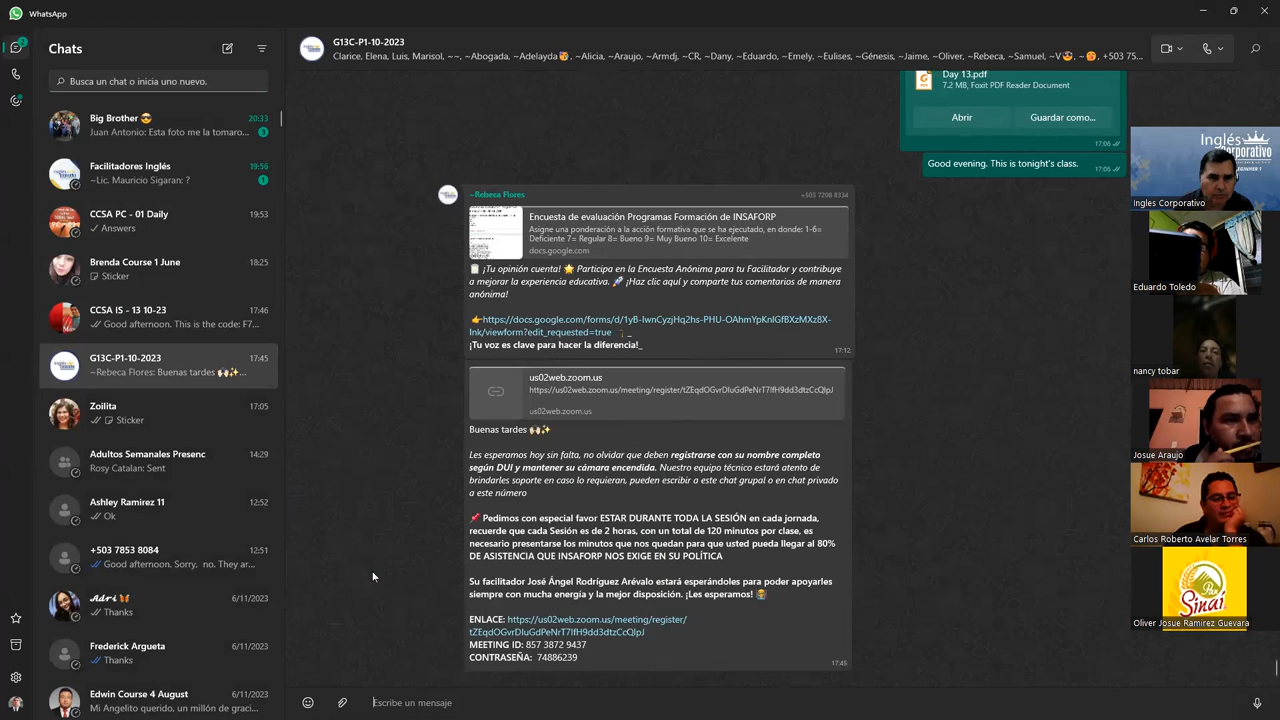 WhatsApp
Chats
Busca un chat o inicia uno nuevo.
Big Brother 😎
20:33
Juan Antonio: Esta foto me la tomaro...
3
Facilitadores Inglés
19:56
~Lic. Mauricio Sigaran: ?
1
CCSA PC - 01 Daily
19:53
Answers
Brenda Course 1 June
18:25
Sticker
CCSA IS - 13 10-23
17:46
Good afternoon. This is the code: F7...
G13C-P1-10-2023
17:45
~Rebeca Flores: Buenas tardes 🙌🏻✨...
Zoilita
17:05
Sticker
Adultos Semanales Presenc
14:29
Rosy Catalan: Sent
Ashley Ramirez 11
12:52
Ok
+503 7853 8084
12:51
Good afternoon. Sorry, no. They ar...
𝓐𝓭𝓻𝓲 🦋
6/11/2023
Thanks
Frederick Argueta
6/11/2023
Thanks
Edwin Course 4 August
6/11/2023
Mi Angelito querido, un millón de graci...
G13C-P1-10-2023
Clarice, Elena, Luis, Marisol, ~~, ~Abogada, ~Adelayda🥳, ~Alicia, ~Araujo, ~Armdj, ~CR, ~Dany, ~Eduardo, ~Emely, ~Eulises, ~Génesis, ~Jaime, ~Oliver, ~Rebeca, ~Samuel, ~V😇, ~🤭, +503 75...
Day 13.pdf
7.2 MB, Foxit PDF Reader Document
Abrir
Guardar como...
17:06
Good evening. This is tonight's class.
17:06
~Rebeca Flores
+503 7208 8334
Encuesta de evaluación Programas Formación de INSAFORP
Asigne una ponderación a la acción formativa que se ha ejecutado, en donde: 1-6=
Deficiente 7= Regular 8= Bueno 9= Muy Bueno 10= Excelente
docs.google.com
📋 ¡Tu opinión cuenta! 🌟 Participa en la Encuesta Anónima para tu Facilitador y contribuye
a mejorar la experiencia educativa. 🚀 ¡Haz clic aquí y comparte tus comentarios de manera
anónima!
👉https://docs.google.com/forms/d/1yB-IwnCyzjHq2hs-PHU-OAhmYpKnIGfBXzMXz8X-
Ink/viewform?edit_requested=true _
¡Tu voz es clave para hacer la diferencia!_
17:12
us02web.zoom.us
https://us02web.zoom.us/meeting/register/tZEqdOGvrDIuGdPeNrT7IfH9dd3dtzCcQIpJ
us02web.zoom.us
Buenas tardes 🙌🏻✨
Les esperamos hoy sin falta, no olvidar que deben registrarse con su nombre completo
según DUI y mantener su cámara encendida. Nuestro equipo técnico estará atento de
brindarles soporte en caso lo requieran, pueden escribir a este chat grupal o en chat privado
a este número
📌 Pedimos con especial favor ESTAR DURANTE TODA LA SESIÓN en cada jornada,
recuerde que cada Sesión es de 2 horas, con un total de 120 minutos por clase, es
necesario presentarse los minutos que nos quedan para que usted pueda llegar al 80%
DE ASISTENCIA QUE INSAFORP NOS EXIGE EN SU POLÍTICA
Su facilitador José Ángel Rodríguez Arévalo estará esperándoles para poder apoyarles
siempre con mucha energía y la mejor disposición. ¡Les esperamos!
ENLACE: https://us02web.zoom.us/meeting/register/
tZEqdOGvrDIuGdPeNrT7IfH9dd3dtzCcQIpJ
MEETING ID: 857 3872 9437
CONTRASEÑA: 74886239
17:45
Escribe un mensaje
Inglés
Corporativo
Ingles Corporativo
Eduardo Toledo
nancy tobar
Josue Araujo
Carlos Roberto Avelar Torres
Pan
Sinai
Oliver Josue Ramirez Guevara